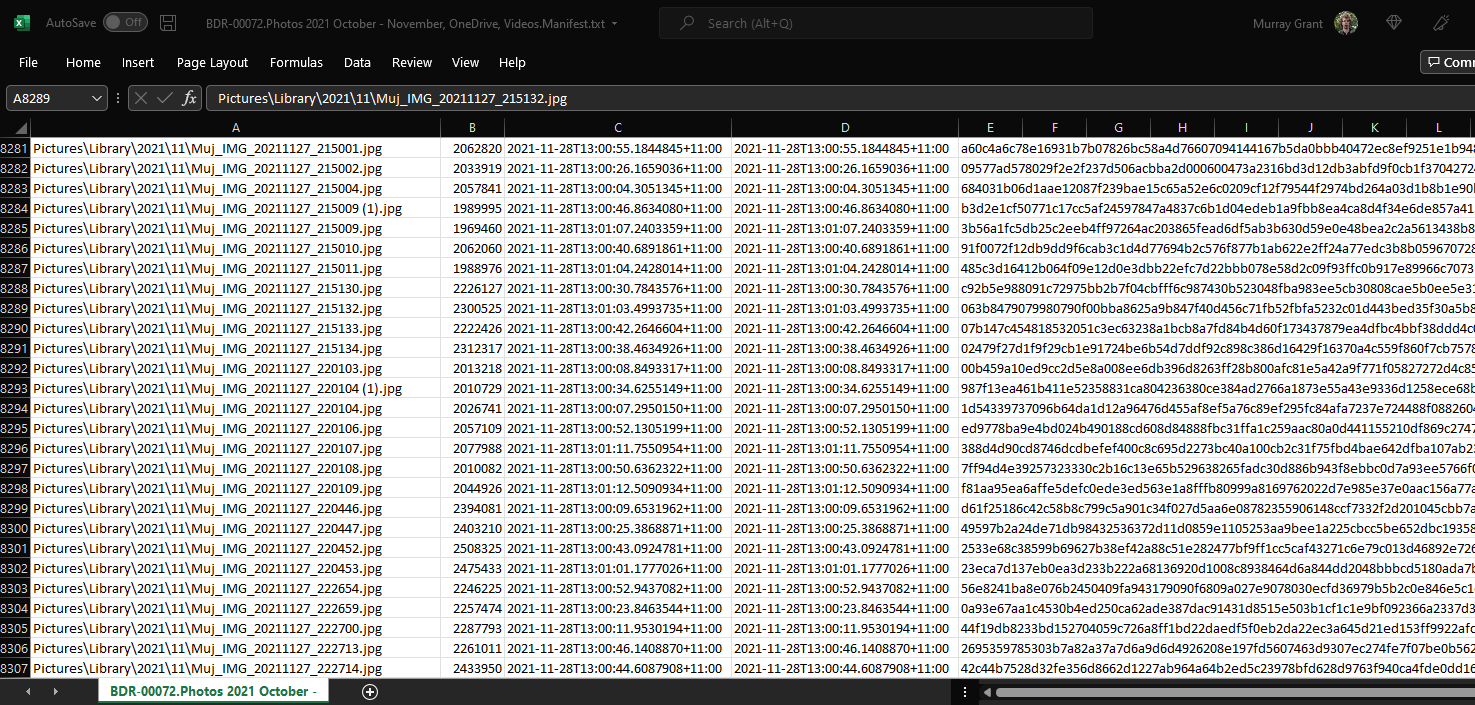 AutoSave Off BDR-00072.Photos 2021 October - November, OneDrive, Videos.Manifest.txt Search (Alt+Q) Murray Grant
File Home Insert Page Layout Formulas Data Review View Help Comm
A8289 fx Pictures\Library\2021\11\Muj_IMG_20211127_215132.jpg
A B C D E F G H I J K L
8281 Pictures\Library\2021\11\Muj_IMG_20211127_215001.jpg 2062820 2021-11-28T13:00:55.1844845+11:00 2021-11-28T13:00:55.1844845+11:00 a60c4a6c78e16931b7b07826bc58a4d76607094144167b5da0bbb40472ec8ef9251e1b948
8282 Pictures\Library\2021\11\Muj_IMG_20211127_215002.jpg 2033919 2021-11-28T13:00:26.1659036+11:00 2021-11-28T13:00:26.1659036+11:00 09577ad578029f2e2f237d506acbba2d000600473a2316bd3d12db3abfd9f0cb1f3704272
8283 Pictures\Library\2021\11\Muj_IMG_20211127_215004.jpg 2057841 2021-11-28T13:00:04.3051345+11:00 2021-11-28T13:00:04.3051345+11:00 684031b06d1aae12087f239bae15c65a52e6c0209cf12f79544f2974bd264a03d1b8b1e90
8284 Pictures\Library\2021\11\Muj_IMG_20211127_215009 (1).jpg 1989995 2021-11-28T13:00:46.8634080+11:00 2021-11-28T13:00:46.8634080+11:00 b3d2e1cf50771c17cc5af24597847a4837c6b1d04edeb1a9fbb8ea4ca8d4f34e6de857a41
8285 Pictures\Library\2021\11\Muj_IMG_20211127_215009.jpg 1969460 2021-11-28T13:01:07.2403359+11:00 2021-11-28T13:01:07.2403359+11:00 3b56a1fc5db25c2eeb4ff97264ac203865fead6df5ab3b630d59e0e48bea2c2a5613438b8
8286 Pictures\Library\2021\11\Muj_IMG_20211127_215010.jpg 2062060 2021-11-28T13:00:40.6891861+11:00 2021-11-28T13:00:40.6891861+11:00 91f0072f12db9dd9f6cab3c1d4d77694b2c576f877b1ab622e2ff24a77edc3b8b059670728
8287 Pictures\Library\2021\11\Muj_IMG_20211127_215011.jpg 1988976 2021-11-28T13:01:04.2428014+11:00 2021-11-28T13:01:04.2428014+11:00 485c3d16412b064f09e12d0e3dbb22efc7d22bbb078e58d2c09f93ffc0b917e89966c7073
8288 Pictures\Library\2021\11\Muj_IMG_20211127_215130.jpg 2226127 2021-11-28T13:00:30.7843576+11:00 2021-11-28T13:00:30.7843576+11:00 c92b5e988091c72975bb2b7f04cbfff6c987430b523048fba983ee5cb30808cae5b0ee5e31
8289 Pictures\Library\2021\11\Muj_IMG_20211127_215132.jpg 2300525 2021-11-28T13:01:03.4993735+11:00 2021-11-28T13:01:03.4993735+11:00 063b8479079980790f00bba8625a9b847f40d456c71fb52fbfa5232c01d443bed35f30a5b8
8290 Pictures\Library\2021\11\Muj_IMG_20211127_215133.jpg 2222426 2021-11-28T13:00:42.2646604+11:00 2021-11-28T13:00:42.2646604+11:00 07b147c454818532051c3ec63238a1bcb8a7fd84b4d60f173437879ea4dfbc4bbf38ddd4c
8291 Pictures\Library\2021\11\Muj_IMG_20211127_215134.jpg 2312317 2021-11-28T13:00:38.4634926+11:00 2021-11-28T13:00:38.4634926+11:00 02479f27d1f9f29cb1e91724be6b54d7ddf92c898c386d16429f16370a4c559f860f7cb7578
8292 Pictures\Library\2021\11\Muj_IMG_20211127_220103.jpg 2013218 2021-11-28T13:00:08.8493317+11:00 2021-11-28T13:00:08.8493317+11:00 00b459a10ed9cc2d5e8a008ee6db396d8263ff28b800afc81e5a42a9f771f05827272d4c85
8293 Pictures\Library\2021\11\Muj_IMG_20211127_220104 (1).jpg 2010729 2021-11-28T13:00:34.6255149+11:00 2021-11-28T13:00:34.6255149+11:00 987f13ea461b411e52358831ca804236380ce384ad2766a1873e55a43e9336d1236ece68b
8294 Pictures\Library\2021\11\Muj_IMG_20211127_220104.jpg 2026741 2021-11-28T13:00:07.2950150+11:00 2021-11-28T13:00:07.2950150+11:00 1d54339737096b64da1d12a96476d455af8ef5a76c89ef295fc84afa7237e724488f088260
8295 Pictures\Library\2021\11\Muj_IMG_20211127_220106.jpg 2057109 2021-11-28T13:00:52.1305199+11:00 2021-11-28T13:00:52.1305199+11:00 ed9778ba9e4bd024b490188cd608d84888fbc31ffa1c259aac80a0d441155210df869c2747
8296 Pictures\Library\2021\11\Muj_IMG_20211127_220107.jpg 2077988 2021-11-28T13:01:11.7550954+11:00 2021-11-28T13:01:11.7550954+11:00 388d4d90cd8746dcdbefef400c8c695d2273bc40a100cb2c31f75fbd4bae642dfba107ab2
8297 Pictures\Library\2021\11\Muj_IMG_20211127_220108.jpg 2010082 2021-11-28T13:00:50.6362322+11:00 2021-11-28T13:00:50.6362322+11:00 7ff94d4e39257323330c2b16c13e65b529638265fadc30d886b943f8ebbc0d7a93ee5766f
8298 Pictures\Library\2021\11\Muj_IMG_20211127_220109.jpg 2044926 2021-11-28T13:01:12.5090934+11:00 2021-11-28T13:01:12.5090934+11:00 f81aa95ea6affe5defc0ede3ed563e1a8fffb80999a8169762022d7e985e37e0aac156a77
8299 Pictures\Library\2021\11\Muj_IMG_20211127_220446.jpg 2394081 2021-11-28T13:00:09.6531962+11:00 2021-11-28T13:00:09.6531962+11:00 d61f25186c42c58b8c799c5a901c34f027d5aa6e08782355906148ccf7332f2d201045cbb7
8300 Pictures\Library\2021\11\Muj_IMG_20211127_220447.jpg 2403210 2021-11-28T13:00:25.3868871+11:00 2021-11-28T13:00:25.3868871+11:00 49597b2a24de71db98432536372d11d0859e1105253aa9bee1a225cbcc5be652dbc19358
8301 Pictures\Library\2021\11\Muj_IMG_20211127_220452.jpg 2508325 2021-11-28T13:00:43.0924781+11:00 2021-11-28T13:00:43.0924781+11:00 2533e68c38599b69627b38ef42a88c51e282477bf9ff1cc5caf43271c6e79c013d46892e726
8302 Pictures\Library\2021\11\Muj_IMG_20211127_220453.jpg 2475433 2021-11-28T13:01:01.1777026+11:00 2021-11-28T13:01:01.1777026+11:00 23eca7d137eb0ea3d233b222a68136920d1008c8938464d6a844dd2048bbbcd5180ada7
8303 Pictures\Library\2021\11\Muj_IMG_20211127_222654.jpg 2246225 2021-11-28T13:00:52.9437082+11:00 2021-11-28T13:00:52.9437082+11:00 56e8241ba8e076b2450409fa943179090f6809a027e9078030ecfd36979b5b2c0e846e5c1
8304 Pictures\Library\2021\11\Muj_IMG_20211127_222659.jpg 2257474 2021-11-28T13:00:23.8463544+11:00 2021-11-28T13:00:23.8463544+11:00 0a93e67aa1c4530b4ed250ca62ade387dac91431d8515e503b1cf1c1e9bf092366a2337d3
8305 Pictures\Library\2021\11\Muj_IMG_20211127_222700.jpg 2287793 2021-11-28T13:00:11.9530194+11:00 2021-11-28T13:00:11.9530194+11:00 44f19db8233bd152704059c726a8ff1bd22daedf5f0eb2da22ec3a645d21ed153ff9922afc
8306 Pictures\Library\2021\11\Muj_IMG_20211127_222713.jpg 2261011 2021-11-28T13:00:46.1408870+11:00 2021-11-28T13:00:46.1408870+11:00 2695359785303b7a82a37a7d6a9d6d4926208e197fd5607463d9307ec274fe7f07be0b562
8307 Pictures\Library\2021\11\Muj_IMG_20211127_222714.jpg 2433950 2021-11-28T13:00:44.6087908+11:00 2021-11-28T13:00:44.6087908+11:00 42c44b7528d32fe356d8662d1227ab964a64b2ed5c23978bfd628d9763f940ca4fde0dd16
BDR-00072.Photos 2021 October -